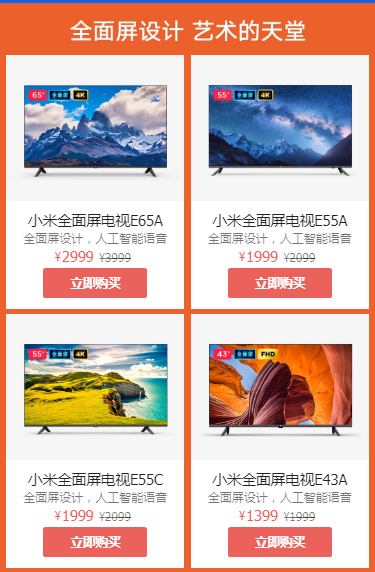 全面屏设计 艺术的天堂
65" 全面屏 4K
小米全面屏电视E65A
全面屏设计，人工智能语音
¥2999 ¥3999
立即购买
55" 全面屏 4K
小米全面屏电视E55A
全面屏设计，人工智能语音
¥1999 ¥2099
立即购买
55" 全面屏 4K
小米全面屏电视E55C
全面屏设计，人工智能语音
¥1999 ¥2099
立即购买
43" 全面屏 FHD
小米全面屏电视E43A
全面屏设计，人工智能语音
¥1399 ¥1999
立即购买